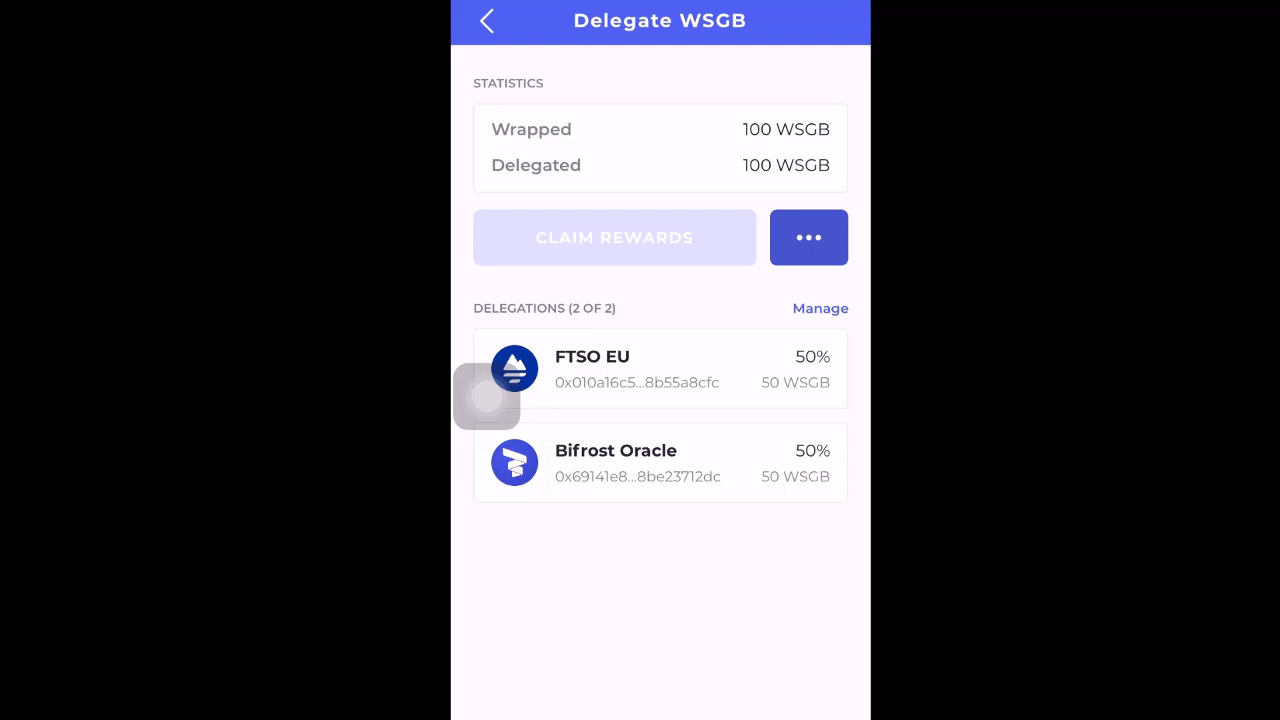 Delegate WSGB
STATISTICS
Wrapped 100 WSGB
Delegated 100 WSGB
CLAIM REWARDS
DELEGATIONS (2 OF 2) Manage
FTSO EU 50%
0x010a16c5...8b55a8cfc 50 WSGB
Bifrost Oracle 50%
0x69141e8...8be23712dc 50 WSGB